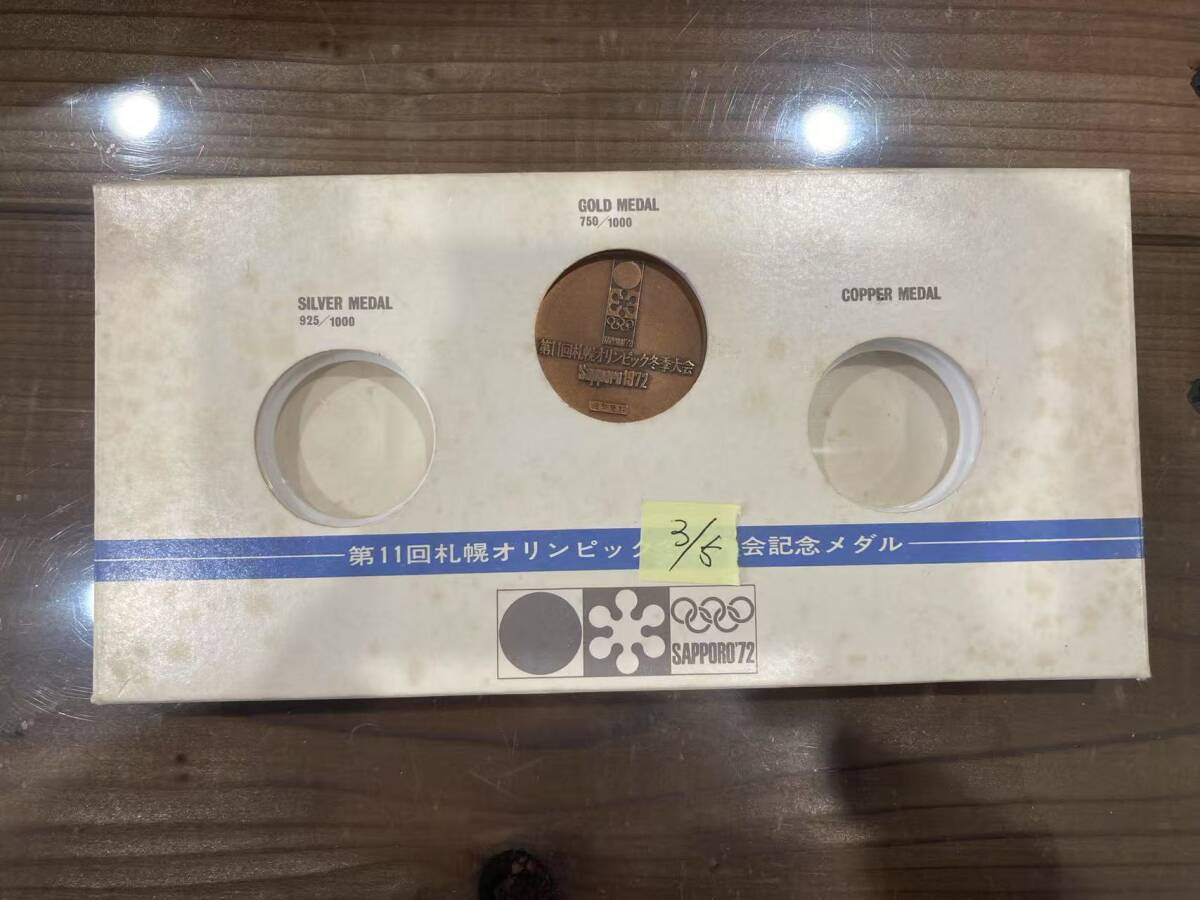 GOLD MEDAL
750/1000
SILVER MEDAL
925/1000
COPPER MEDAL
SAPPORO'72
第11回札幌オリンピック冬季大会
Sapporo1972
第11回札幌オリンピック
会記念メダル
3/5
SAPPORO'72